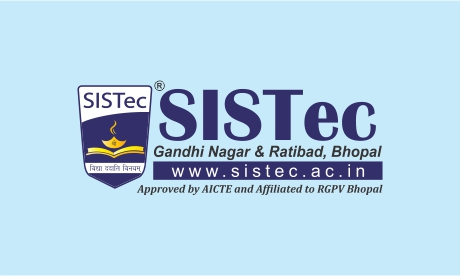 SISTec
विद्या ददाति विनयम्
®
SISTec
Gandhi Nagar & Ratibad, Bhopal
www.sistec.ac.in
Approved by AICTE and Affiliated to RGPV Bhopal